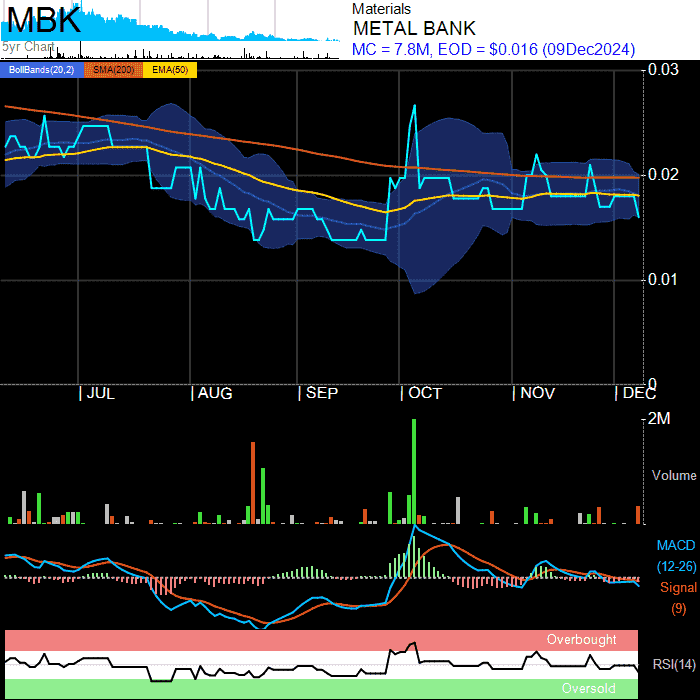 MBK
5yr Chart
Materials
METAL BANK
MC = 7.8M, EOD = $0.016 (09Dec2024)
BollBands(20,2) SMA(200) EMA(50)
0.03
0.02
0.01
0
JUL AUG SEP OCT NOV DEC
2M
Volume
MACD
(12-26)
Signal
(9)
Overbought
RSI(14)
Oversold